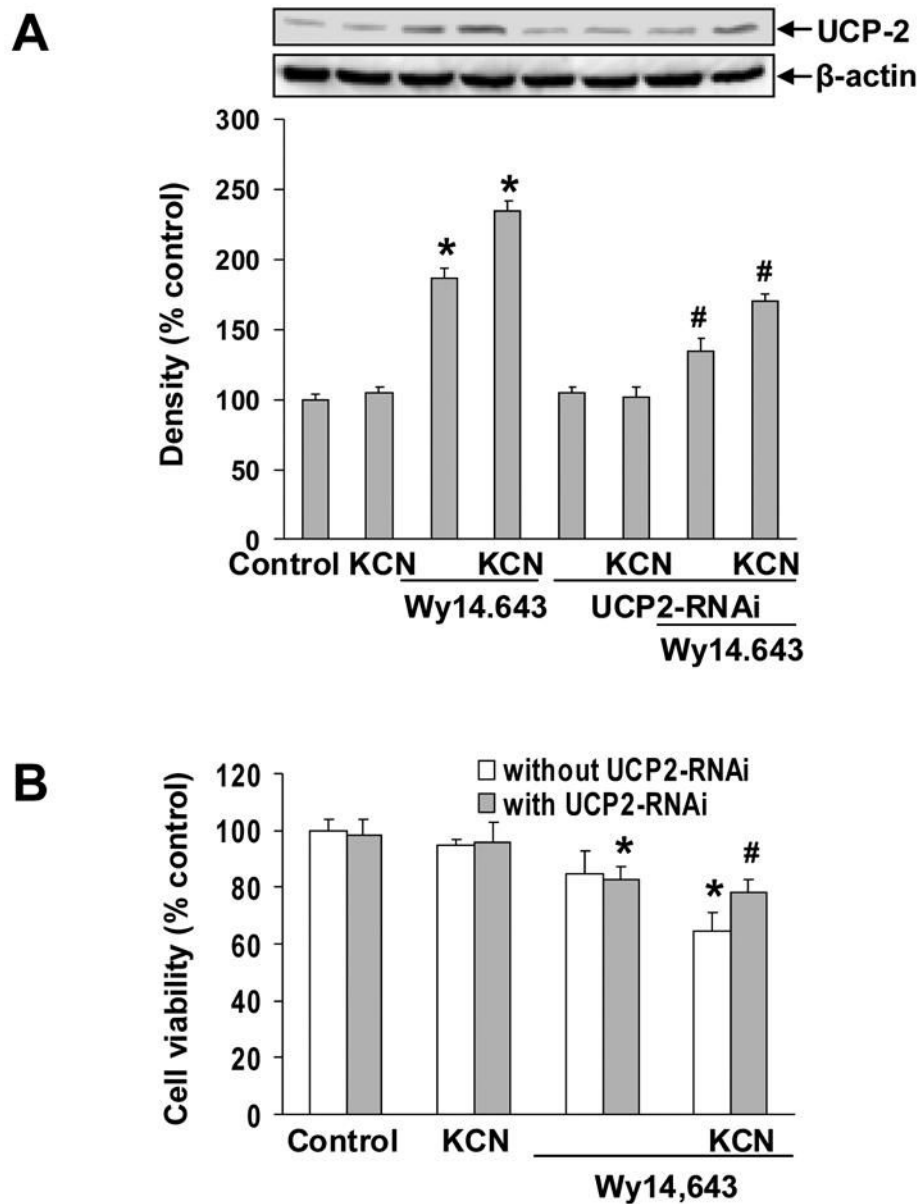 A
UCP-2
β-actin
300
*
250
*
200
#
#
150
100
50
0
Density (% control)
Control KCN KCN KCN KCN
Wy14.643 UCP2-RNAi
Wy14.643
B
120
without UCP2-RNAi
with UCP2-RNAi
100
* #
80
*
60
40
20
0
Cell viability (% control)
Control KCN KCN
Wy14,643